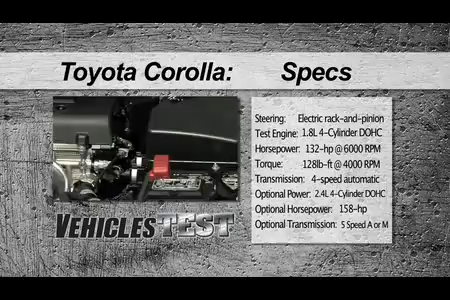 Toyota Corolla: Specs
Steering: Electric rack-and-pinion
Test Engine: 1.8L 4-Cylinder DOHC
Horsepower: 132-hp @ 6000 RPM
Torque: 128lb-ft @ 4000 RPM
Transmission: 4-speed automatic
Optional Power: 2.4L 4-Cylinder DOHC
Optional Horsepower: 158-hp
Optional Transmission: 5 Speed A or M
VEHICLES TEST